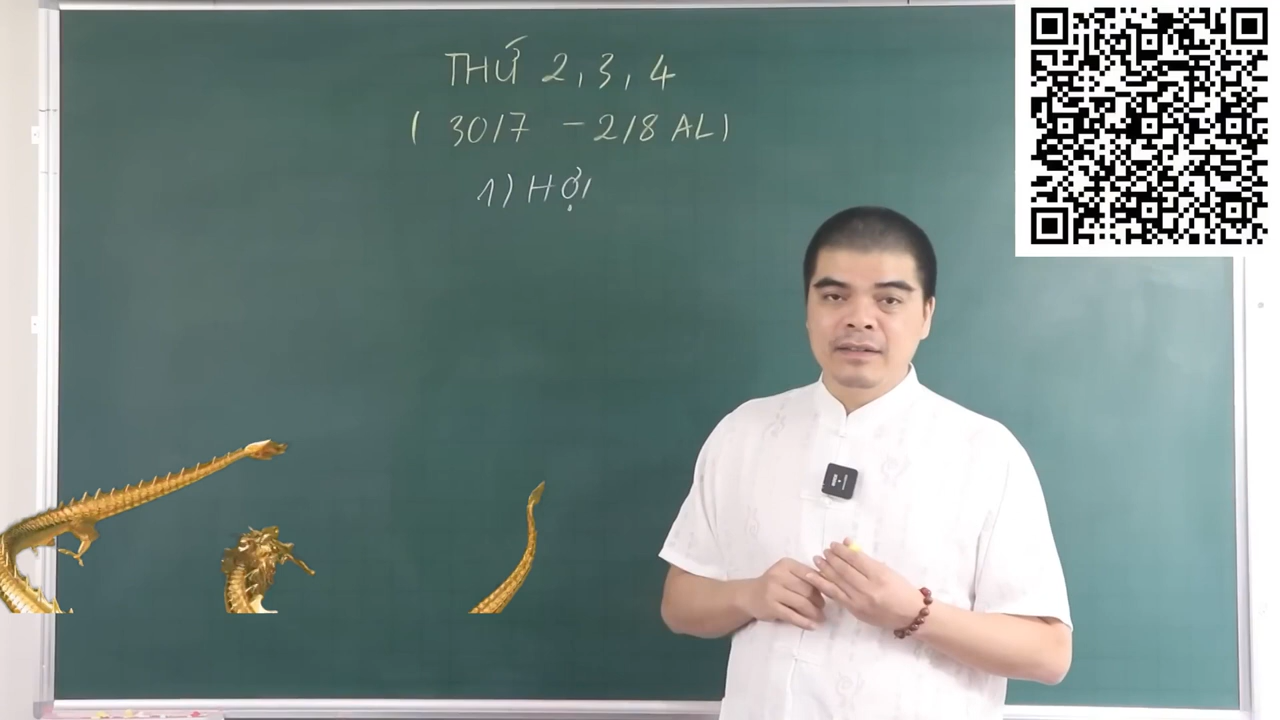 THỨ 2, 3, 4
( 30/7 - 2/8 AL)
1) HỢI